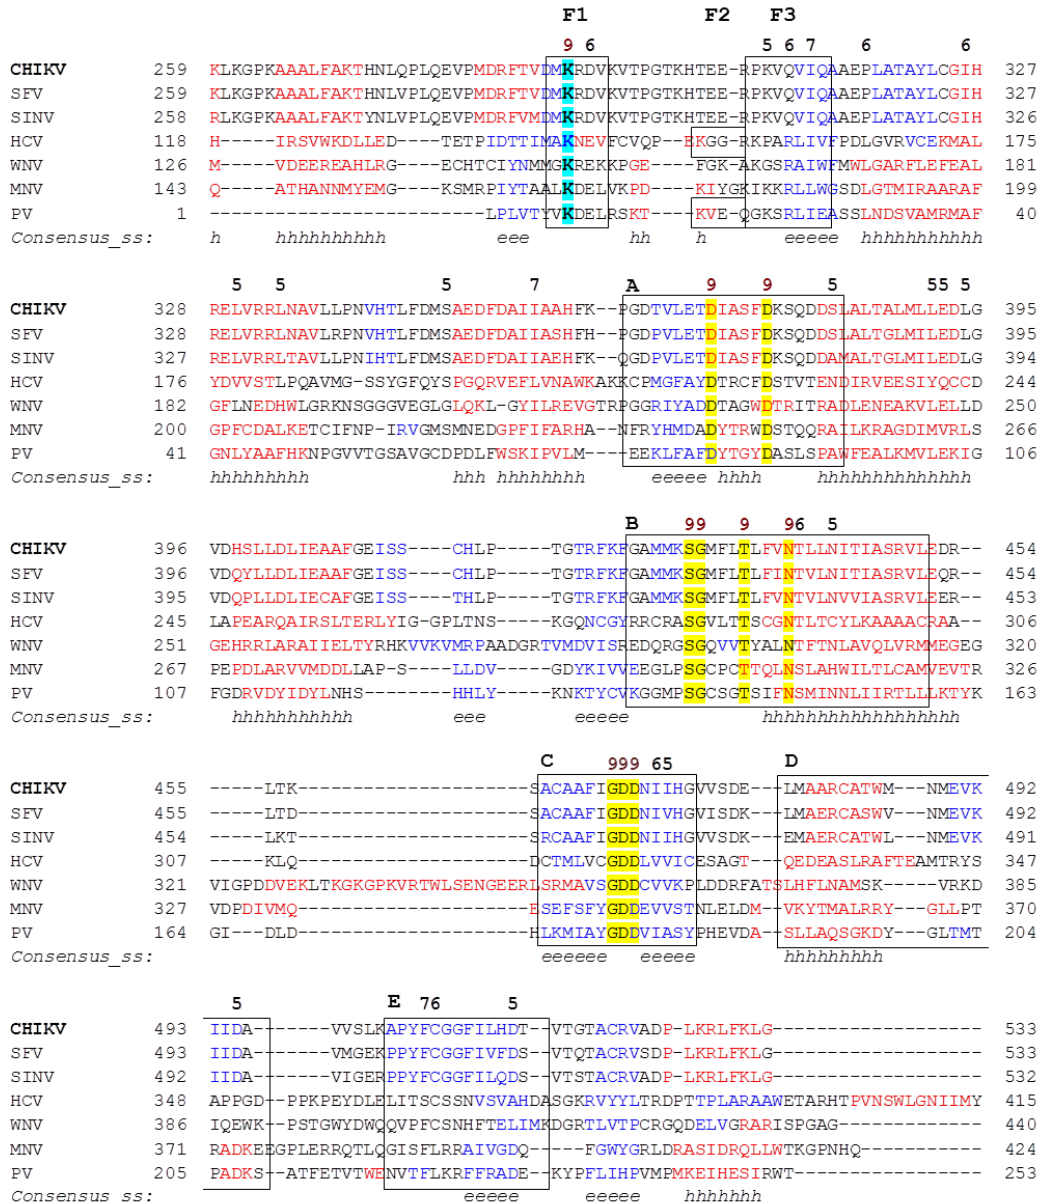 F1 F2 F3
9 6 5 6 7 6 6
CHIKV 259 KLKGPKAAALFAKTHNLQPLQEVPMDRFTVDMKRDVKVTPGTKHTEE-RPKVQVIQAAEPLATAYLCGIH 327
SFV 259 KLKGPKAAALFAKTHNLVPLQEVPMDRFTVDMKRDVKVTPGTKHTEE-RPKVQVIQAAEPLATAYLCGIH 327
SINV 258 RLKGPKAAALFAKTYNLVPLQEVPMDRFVMDMKRDVKVTPGTKHTEE-RPKVQVIQAAEPLATAYLCGIH 326
HCV 118 H-----IRSVWKDLLED----TETPIDTTIMAKNEVFCVQP--EKGG-RKPARLIVFPDLGVRVCEKMAL 175
WNV 126 M-----VDEEREAHLRG----ECHTCIYNMMGKREKKPGE----FGK-AKGSRAIWFMWLGARFLEFEAL 181
MNV 143 Q-----ATHANNMYEMG----KSMRPIYTAALKDELVKPD----KIYGKIKKRLLWGSDLGTMIRAARAF 199
PV 1 -------------------------LPLVTYVKDELRSKT----KVE-QGKSRLIEASSLNDSVAMRMAF 40
Consensus_ss: h hhhhhhhhhh eee hh h eeeee hhhhhhhhhhh
5 5 5 7 A 9 9 5 55 5
CHIKV 328 RELVRRLNAVLLPNVHTLFDMSAEDFDAIIAAHFK--PGDTVLETDIASFDKSQDDSLALTALMLLEDLG 395
SFV 328 RELVRRLNAVLRPNVHTLFDMSAEDFDAIIASHFH--PGDPVLETDIASFDKSQDDSLALTGLMILEDLG 395
SINV 327 RELVRRLTAVLLPNIHTLFDMSAEDFDAIIAEHFK--QGDPVLETDIASFDKSQDDAMALTGLMILEDLG 394
HCV 176 YDVVSTLPQAVMG-SSYGFQYSPGQRVEFLVNAWKAKKCPMGFAYDTRCFDSTVTENDIRVEESIYQCCD 244
WNV 182 GFLNEDHWLGRKNSGGGVEGLGLQKL-GYILREVGTRPGGRIYADDTAGWDTRITRADLENEAKVLELLD 250
MNV 200 GPFCDALKETCIFNP-IRVGMSMNEDGPFIFARHA--NFRYHMDADYTRWDSTQQRAILKRAGDIMVRLS 266
PV 41 GNLYAAFHKNPGVVTGSAVGCDPDLFWSKIPVLM----EEKLFAFDYTGYDASLSPAWFEALKMVLEKIG 106
Consensus_ss: hhhhhhhhh hhh hhhhhhhh eeeee hhhh hhhhhhhhhhhhhh
B 99 9 96 5
CHIKV 396 VDHSLLDLIEAAFGEISS----CHLP-----TGTRFKFGAMMKSGMFLTLFVNTLLNITIASRVLEDR-- 454
SFV 396 VDQYLLDLIEAAFGEISS----CHLP-----TGTRFKFGAMMKSGMFLTLFINTVLNITIASRVLEQR-- 454
SINV 395 VDQPLLDLIECAFGEISS----THLP-----TGTRFKFGAMMKSGMFLTLFVNTVLNVVIASRVLEER-- 453
HCV 245 LAPEARQAIRSLTERLYIG-GPLTNS-----KGQNCGYRRCRASGVLTTSCGNTLTCYLKAAAACRAA-- 306
WNV 251 GEHRRLARAIIELTYRHKVVKVMRPAADGRTVMDVISREDQRGSGQVVTYALNTFTNLAVQLVRMMEGEG 320
MNV 267 PEPDLARVVMDDLLAP-S----LLDV-----GDYKIVVEEGLPSGCPCTTQLNSLAHWILTLCAMVEVTR 326
PV 107 FGDRVDYIDYLNHS--------HHLY-----KNKTYCVKGGMPSGCSGTSIFNSMINNLIIRTLLLKTYK 163
Consensus_ss: hhhhhhhhhhh eee eeeee hhhhhhhhhhhhhhhhhh
C 999 65 D
CHIKV 455 -----LTK---------------------SACAAFIGDDNIIHGVVSDE---LMAARCATWM---NMEVK 492
SFV 455 -----LTD---------------------SACAAFIGDDNIVHGVISDK---LMAERCASWV---NMEVK 492
SINV 454 -----LKT---------------------SRCAAFIGDDNIIHGVVSDK---EMAERCATWL---NMEVK 491
HCV 307 -----KLQ---------------------DCTMLVCGDDLVVICESAGT---QEDEASLRAFTEAMTRYS 347
WNV 321 VIGPDDVEKLTKGKGPKVRTWLSENGEERLSRMAVSGDDCVVKPLDDRFATSLHFLNAMSK-----VRKD 385
MNV 327 VDPDIVMQ---------------------ESEFSFYGDDEVVSTNLELDM--VKYTMALRRY---GLLPT 370
PV 164 GI---DLD---------------------HLKMIAYGDDVIASYPHEVDA--SLLAQSGKDY---GLTMT 204
Consensus_ss: eeeeee eeeee hhhhhhhhh
5 E 76 5
CHIKV 493 IIDA-------VVSLKAPYFCGGFILHDT--VTGTACRVADP-LKRLFKLG------------------- 533
SFV 493 IIDA-------VMGEKPPYFCGGFIVFDS--VTQTACRVSDP-LKRLFKLG------------------- 533
SINV 492 IIDA-------VIGERPPYFCGGFILQDS--VTSTACRVADP-LKRLFKLG------------------- 532
HCV 348 APPGD--PPKPEYDLELITSCSSNVSVAHDASGKRVYYLTRDPTTPLARAAWETARHTPVNSWLGNIIMY 415
WNV 386 IQEWK--PSTGWYDWQQVPFCSNHFTELIMKDGRTLVTPCRGQDELVGRARISPGAG------------- 440
MNV 371 RADKEEGPLERRQTLQGISFLRRAIVGDQ-----FGWYGRLDRASIDRQLLWTKGPNHQ----------- 424
PV 205 PADKS--ATFETVTWENVTFLKRFFRADE--KYPFLIHPVMPMKEIHESIRWT----------------- 253
Consensus_ss: eeeee eeeee hhhhhhh